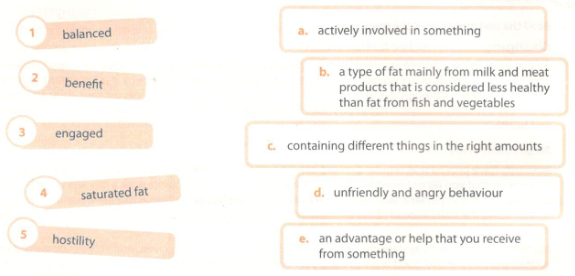 1 balanced
2 benefit
3 engaged
4 saturated fat
5 hostility
a. actively involved in something
b. a type of fat mainly from milk and meat
products that is considered less healthy
than fat from fish and vegetables
c. containing different things in the right amounts
d. unfriendly and angry behaviour
e. an advantage or help that you receive
from something